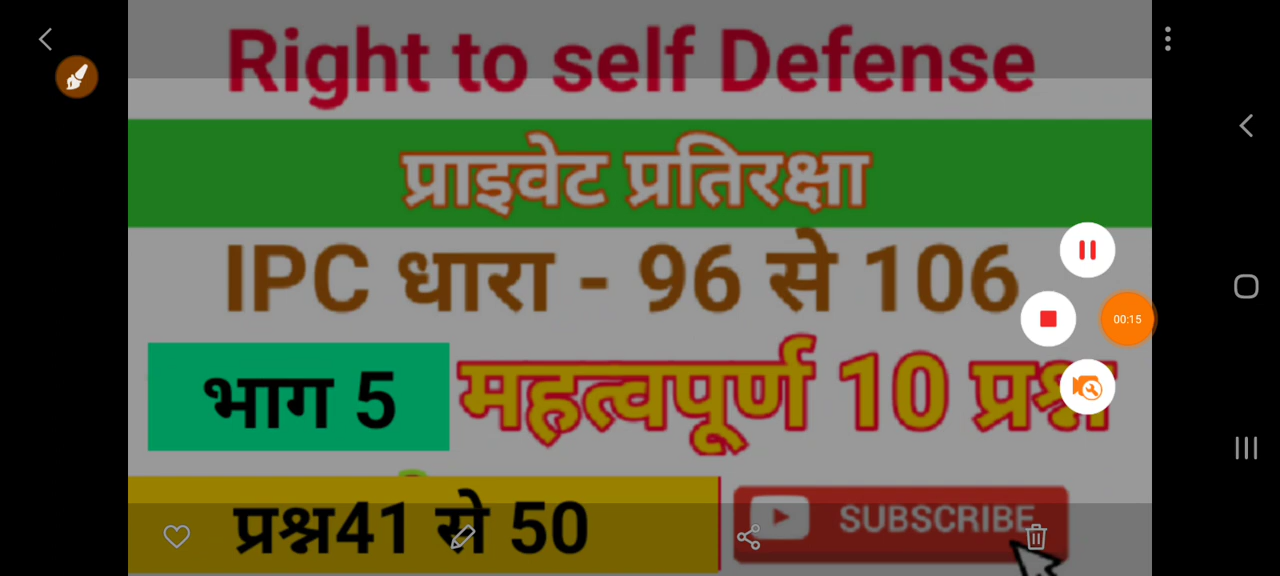 Right to self Defense
प्राइवेट प्रतिरक्षा
IPC धारा - 96 से 106
00:15
भाग 5 महत्वपूर्ण 10 प्रश्न
प्रश्न41 से 50
SUBSCRIBE